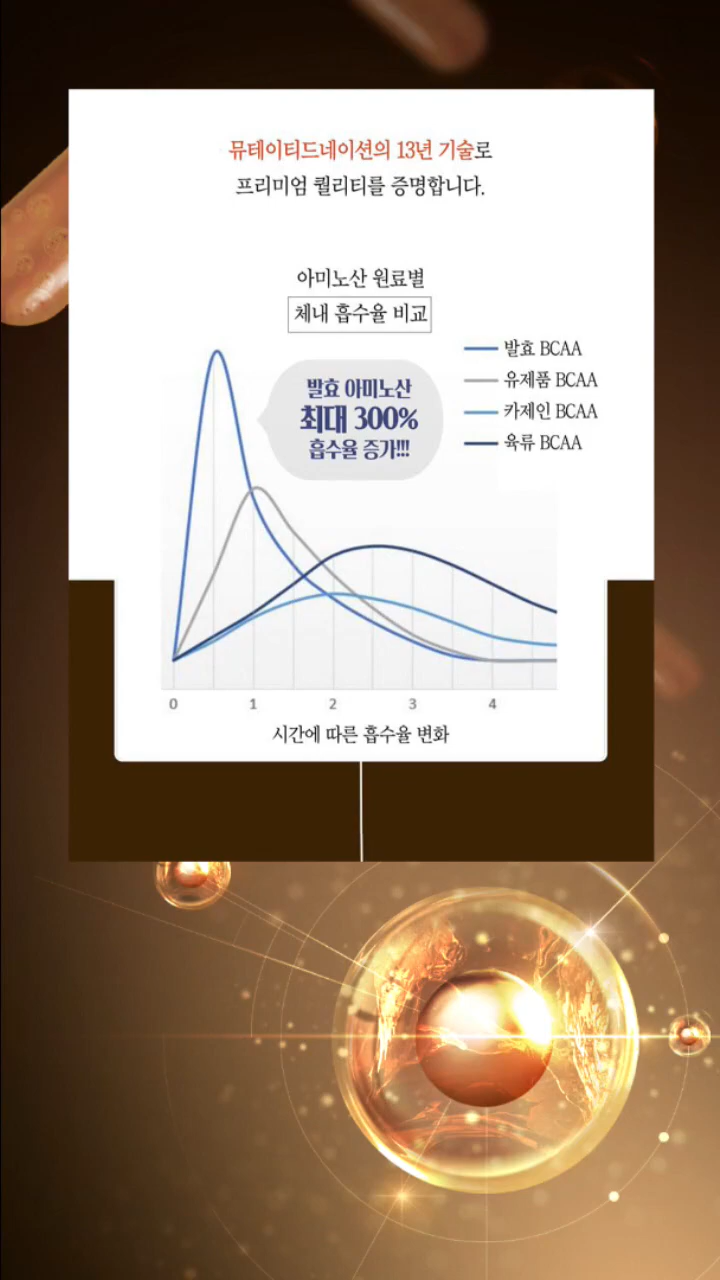 뮤테이티드네이션의 13년 기술로
프리미엄 퀄리티를 증명합니다.
아미노산 원료별
체내 흡수율 비교
발효 BCAA
유제품 BCAA
카제인 BCAA
육류 BCAA
발효 아미노산
최대 300%
흡수율 증가!!!
0 1 2 3 4
시간에 따른 흡수율 변화